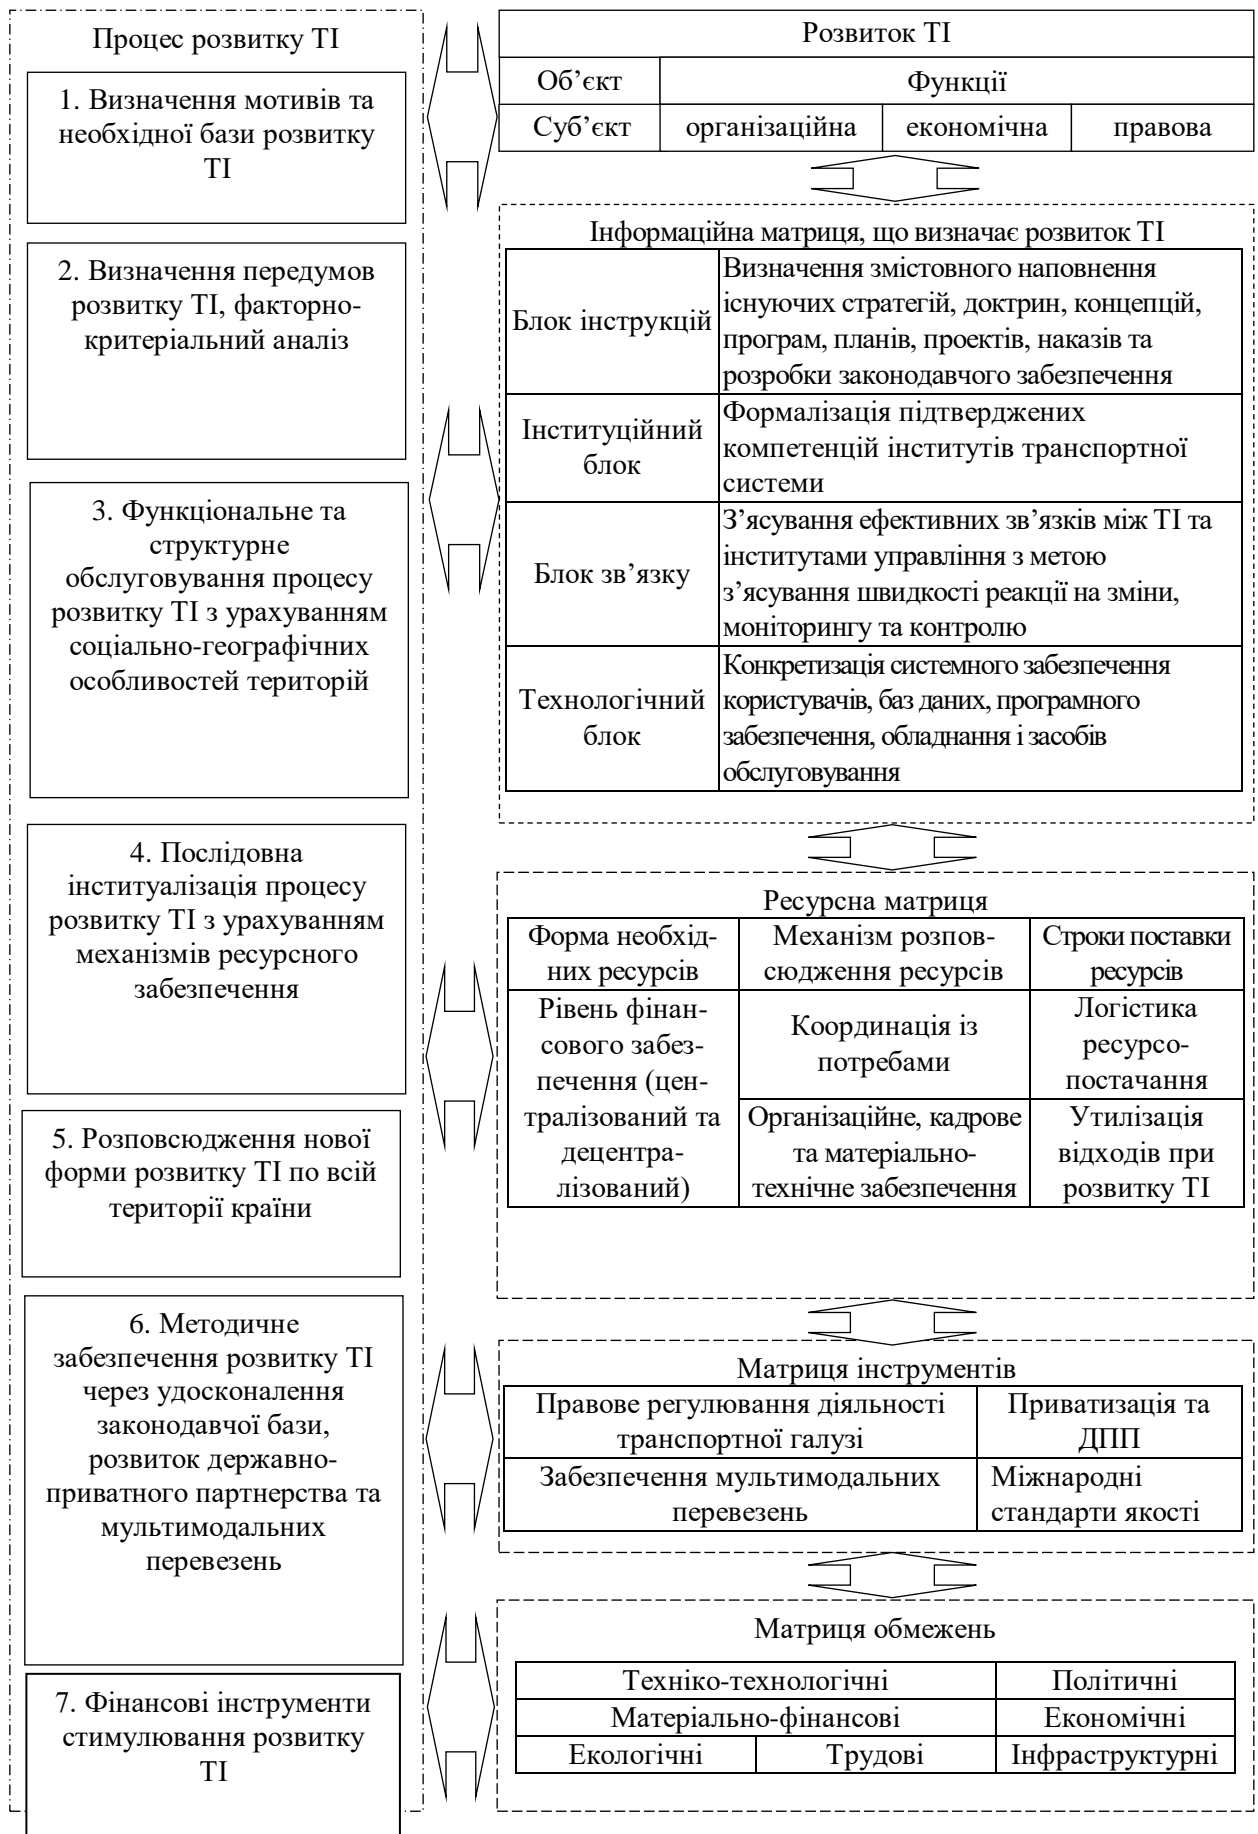 Процес розвитку ТІ
1. Визначення мотивів та
необхідної бази розвитку
ТІ
2. Визначення передумов
розвитку ТІ, факторно-
критеріальний аналіз
3. Функціональне та
структурне
обслуговування процесу
розвитку ТІ з урахуванням
соціально-географічних
особливостей територій
4. Послідовна
інституалізація процесу
розвитку ТІ з урахуванням
механізмів ресурсного
забезпечення
5. Розповсюдження нової
форми розвитку ТІ по всій
території країни
6. Методичне
забезпечення розвитку ТІ
через удосконалення
законодавчої бази,
розвиток державно-
приватного партнерства та
мультимодальних
перевезень
7. Фінансові інструменти
стимулювання розвитку
ТІ
Розвиток ТІ
Об’єкт
Функції
Суб’єкт
організаційна
економічна
правова
Інформаційна матриця, що визначає розвиток ТІ
Блок інструкцій
Визначення змістовного наповнення
існуючих стратегій, доктрин, концепцій,
програм, планів, проектів, наказів та
розробки законодавчого забезпечення
Інституційний
блок
Формалізація підтверджених
компетенцій інститутів транспортної
системи
Блок зв’язку
З’ясування ефективних зв’язків між ТІ та
інститутами управління з метою
з’ясування швидкості реакції на зміни,
моніторингу та контролю
Технологічний
блок
Конкретизація системного забезпечення
користувачів, баз даних, програмного
забезпечення, обладнання і засобів
обслуговування
Ресурсна матриця
Форма необхід-
них ресурсів
Механізм розпов-
сюдження ресурсів
Строки поставки
ресурсів
Рівень фінан-
сового забез-
печення (цен-
тралізований та
децентра-
лізований)
Координація із
потребами
Логістика
ресурсо-
постачання
Організаційне, кадрове
та матеріально-
технічне забезпечення
Утилізація
відходів при
розвитку ТІ
Матриця інструментів
Правове регулювання діяльності
транспортної галузі
Приватизація та
ДПП
Забезпечення мультимодальних
перевезень
Міжнародні
стандарти якості
Матриця обмежень
Техніко-технологічні
Політичні
Матеріально-фінансові
Економічні
Екологічні
Трудові
Інфраструктурні